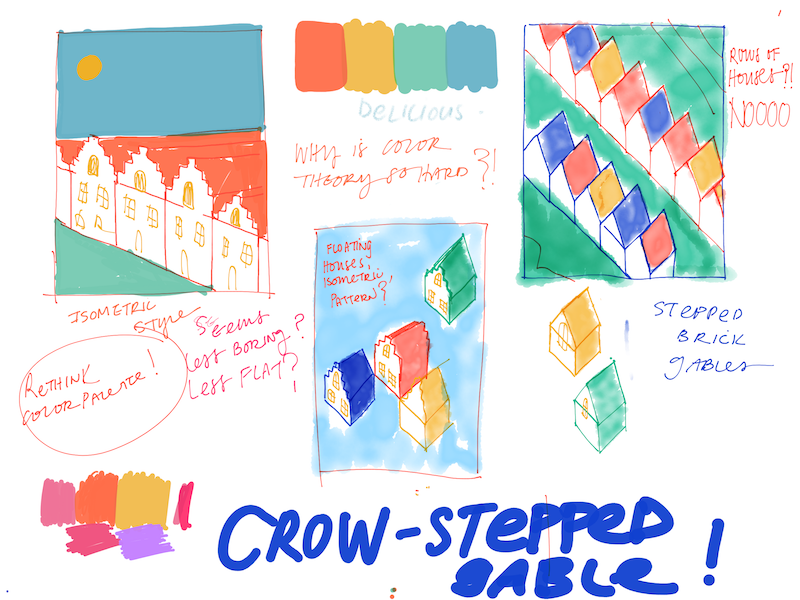 DELICIOUS.
WHY IS COLOR
THEORY SO HARD?!
ROWS OF
HOUSES?!
NOOOO
FLOATING
HOUSES,
ISOMETRIC
PATTERN?,
ISOMETRIC
STYLE
SEEMS
LESS BORING?
LESS FLAT?!
RETHINK
COLOR PALETTE!
STEPPED
BRICK
GABLES
CROW-STEPPED
GABLE!